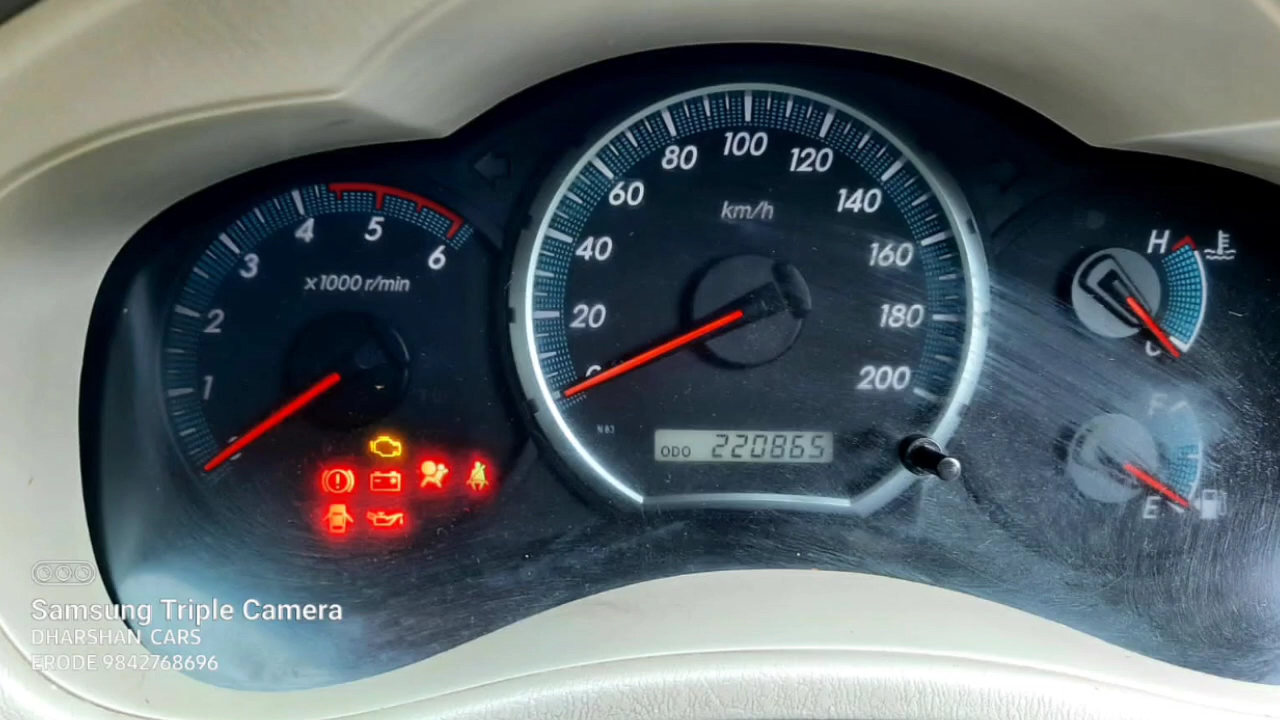 1
2
3
4
5
6
x1000 r/min
20
40
60
80
100
120
140
160
180
200
km/h
ODO 220865
H
C
F
E
Samsung Triple Camera
DHARSHAN CARS
ERODE 9842768696